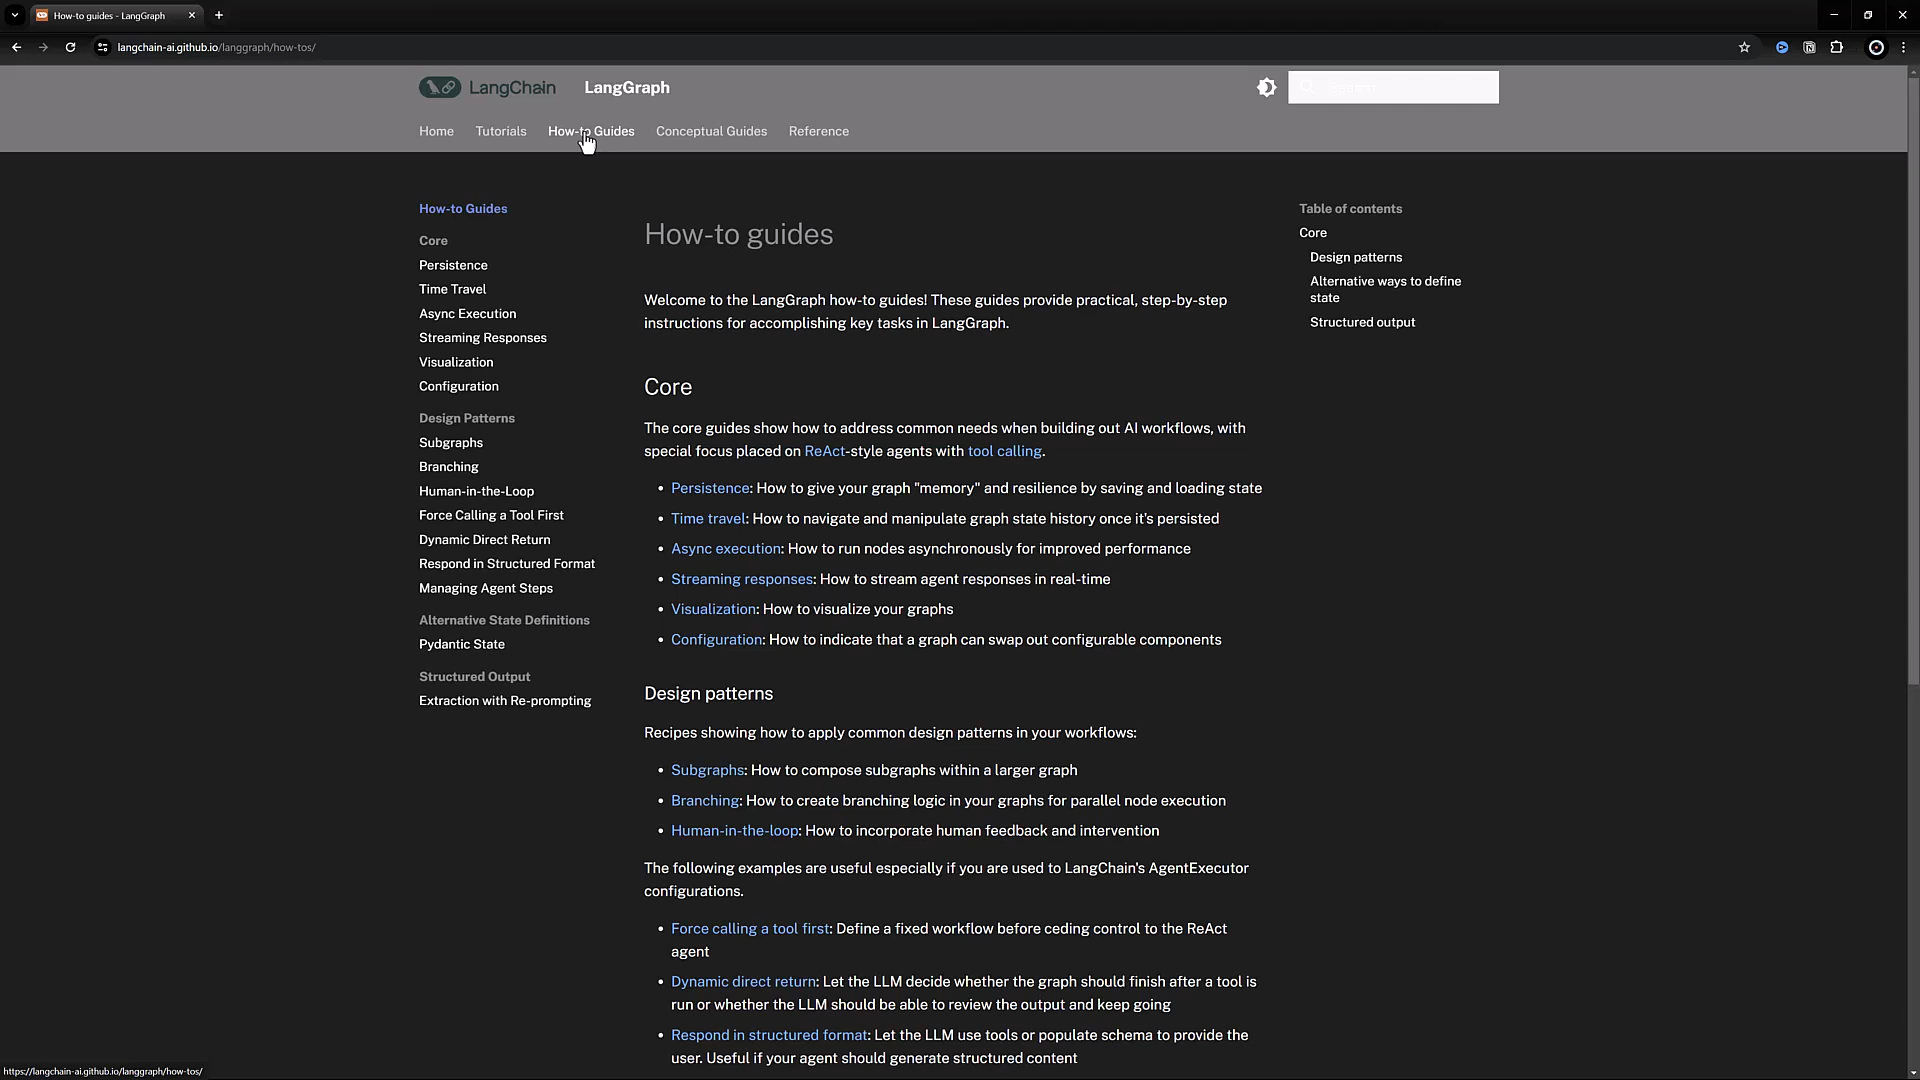 How-to guides - LangGraph
langchain-ai.github.io/langgraph/how-tos/
LangChain
LangGraph
Home
Tutorials
How-to Guides
Conceptual Guides
Reference
How-to Guides
Core
Persistence
Time Travel
Async Execution
Streaming Responses
Visualization
Configuration
Design Patterns
Subgraphs
Branching
Human-in-the-Loop
Force Calling a Tool First
Dynamic Direct Return
Respond in Structured Format
Managing Agent Steps
Alternative State Definitions
Pydantic State
Structured Output
Extraction with Re-prompting
How-to guides
Welcome to the LangGraph how-to guides! These guides provide practical, step-by-step
instructions for accomplishing key tasks in LangGraph.
Core
The core guides show how to address common needs when building out AI workflows, with
special focus placed on ReAct-style agents with tool calling.
• Persistence: How to give your graph "memory" and resilience by saving and loading state
• Time travel: How to navigate and manipulate graph state history once it's persisted
• Async execution: How to run nodes asynchronously for improved performance
• Streaming responses: How to stream agent responses in real-time
• Visualization: How to visualize your graphs
• Configuration: How to indicate that a graph can swap out configurable components
Design patterns
Recipes showing how to apply common design patterns in your workflows:
• Subgraphs: How to compose subgraphs within a larger graph
• Branching: How to create branching logic in your graphs for parallel node execution
• Human-in-the-loop: How to incorporate human feedback and intervention
The following examples are useful especially if you are used to LangChain's AgentExecutor
configurations.
• Force calling a tool first: Define a fixed workflow before ceding control to the ReAct
agent
• Dynamic direct return: Let the LLM decide whether the graph should finish after a tool is
run or whether the LLM should be able to review the output and keep going
• Respond in structured format: Let the LLM use tools or populate schema to provide the
user. Useful if your agent should generate structured content
Table of contents
Core
Design patterns
Alternative ways to define
state
Structured output
https://langchain-ai.github.io/langgraph/how-tos/